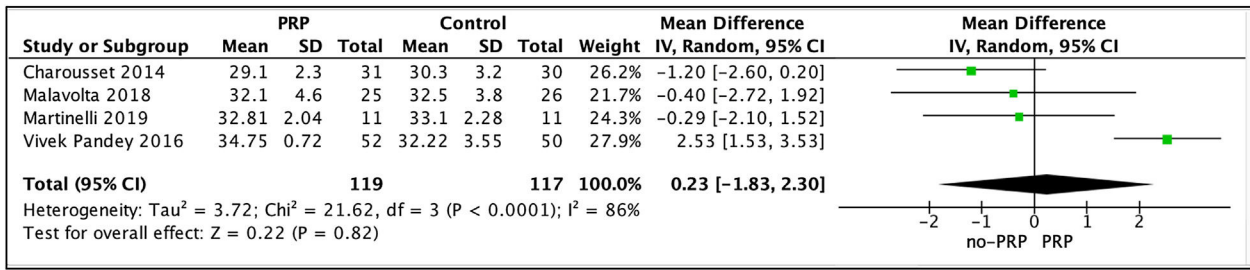 PRP Control Mean Difference Mean Difference
Study or Subgroup Mean SD Total Mean SD Total Weight IV, Random, 95% CI IV, Random, 95% CI
Charousset 2014 29.1 2.3 31 30.3 3.2 30 26.2% −1.20 [−2.60, 0.20]
Malavolta 2018 32.1 4.6 25 32.5 3.8 26 21.7% −0.40 [−2.72, 1.92]
Martinelli 2019 32.81 2.04 11 33.1 2.28 11 24.3% −0.29 [−2.10, 1.52]
Vivek Pandey 2016 34.75 0.72 52 32.22 3.55 50 27.9% 2.53 [1.53, 3.53]
Total (95% CI) 119 117 100.0% 0.23 [−1.83, 2.30]
Heterogeneity: Tau² = 3.72; Chi² = 21.62, df = 3 (P < 0.0001); I² = 86%
Test for overall effect: Z = 0.22 (P = 0.82)
−2 −1 0 1 2
no-PRP PRP